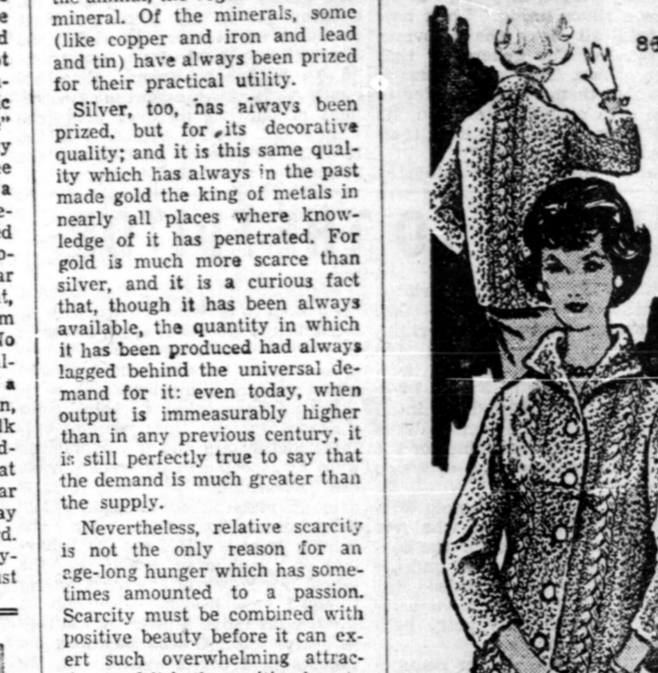 mineral. Of the minerals, some
(like copper and iron and lead
and tin) have always been prized
for their practical utility.
Silver, too, has always been
prized, but for its decorative
quality; and it is this same qual-
ity which has always in the past
made gold the king of metals in
nearly all places where know-
ledge of it has penetrated. For
gold is much more scarce than
silver, and it is a curious fact
that, though it has been always
available, the quantity in which
it has been produced had always
lagged behind the universal de-
mand for it: even today, when
output is immeasurably higher
than in any previous century, it
is still perfectly true to say that
the demand is much greater than
the supply.
Nevertheless, relative scarcity
is not the only reason for an
age-long hunger which has some-
times amounted to a passion.
Scarcity must be combined with
positive beauty before it can ex-
ert such overwhelming attrac-